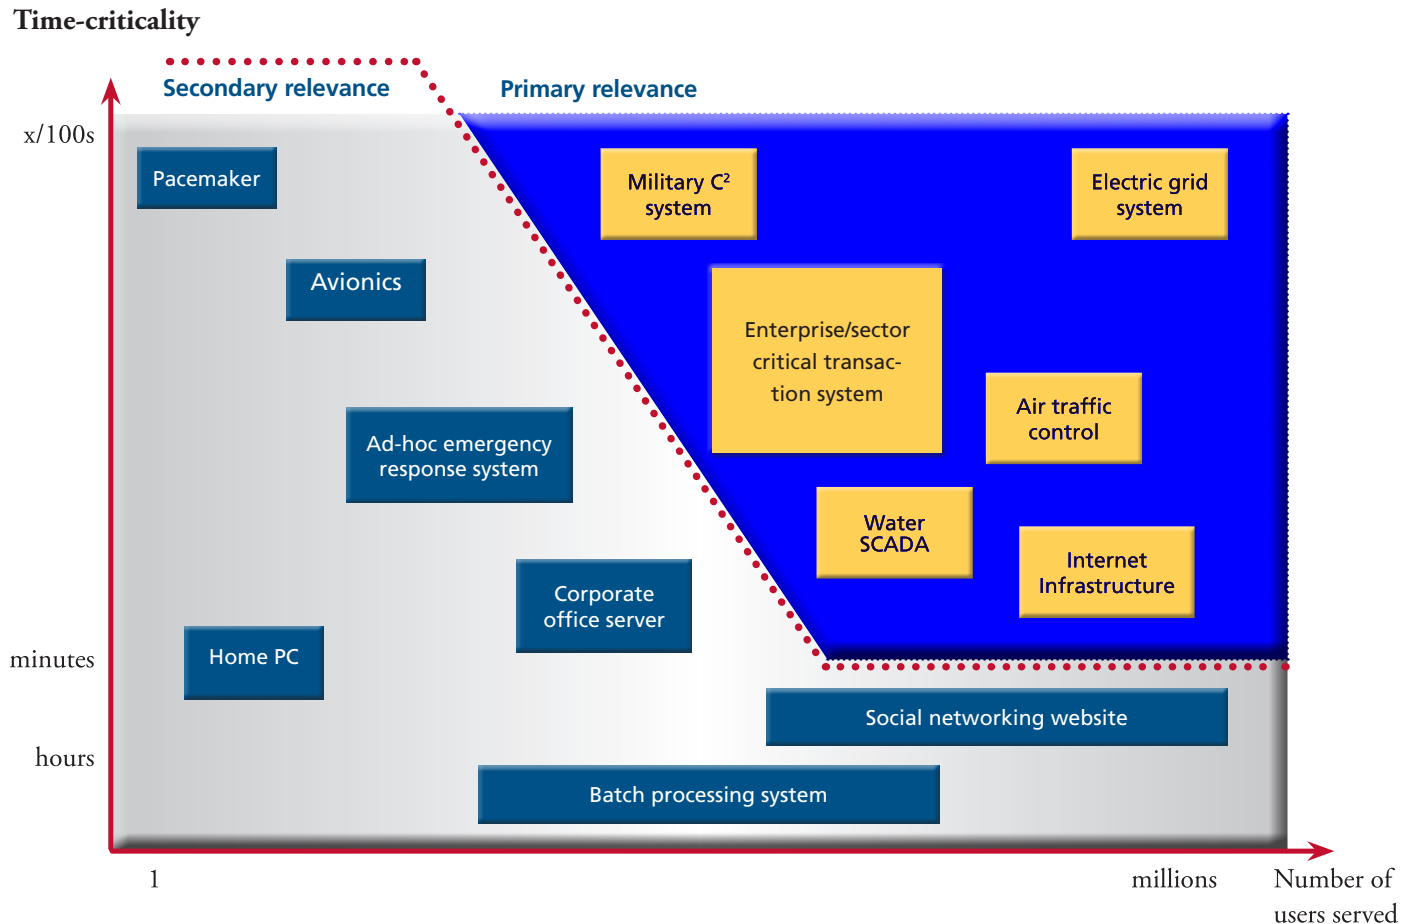 Time-criticality
Secondary relevance
Primary relevance
x/100s
Pacemaker
Military C²
system
Electric grid
system
Avionics
Enterprise/sector
critical transac-
tion system
Air traffic
control
Ad-hoc emergency
response system
Water
SCADA
Internet
Infrastructure
Corporate
office server
Home PC
minutes
Social networking website
hours
Batch processing system
1
millions
Number of
users served